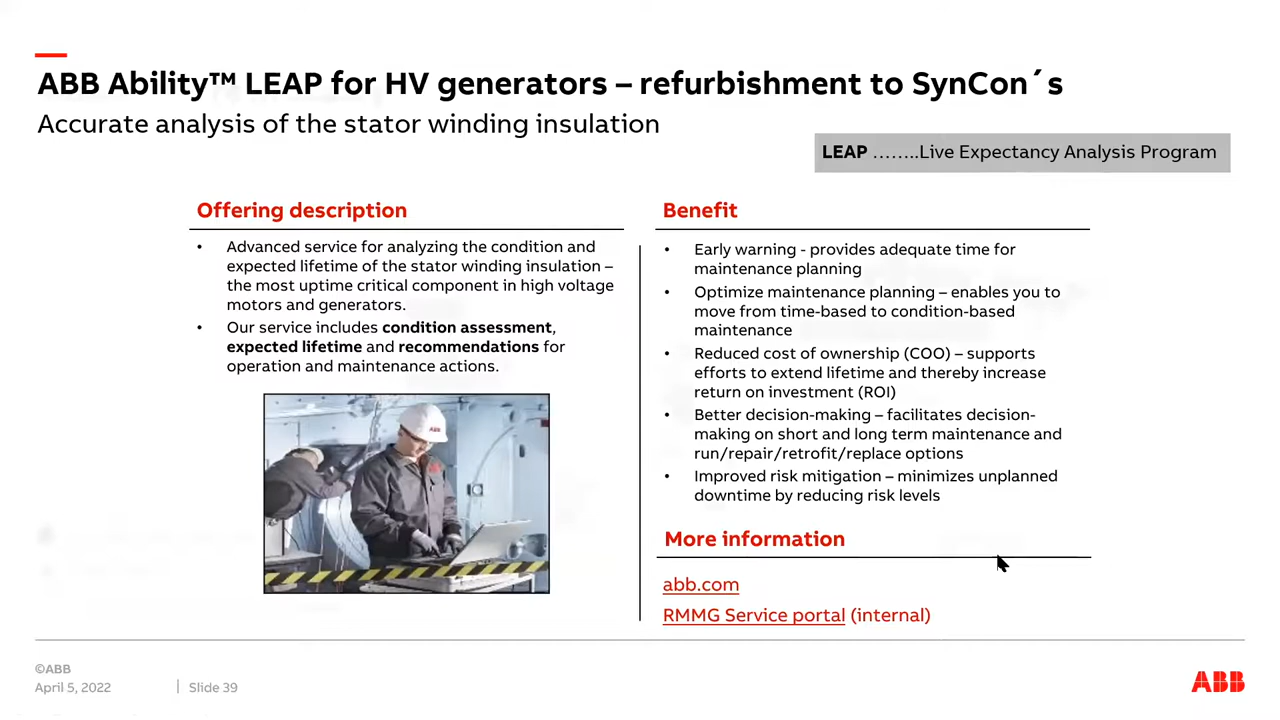 ABB Ability™ LEAP for HV generators – refurbishment to SynCon´s
Accurate analysis of the stator winding insulation
LEAP ........Live Expectancy Analysis Program
Offering description
• Advanced service for analyzing the condition and
expected lifetime of the stator winding insulation –
the most uptime critical component in high voltage
motors and generators.
• Our service includes condition assessment,
expected lifetime and recommendations for
operation and maintenance actions.
ABB
Benefit
• Early warning - provides adequate time for
maintenance planning
• Optimize maintenance planning – enables you to
move from time-based to condition-based
maintenance
• Reduced cost of ownership (COO) – supports
efforts to extend lifetime and thereby increase
return on investment (ROI)
• Better decision-making – facilitates decision-
making on short and long term maintenance and
run/repair/retrofit/replace options
• Improved risk mitigation – minimizes unplanned
downtime by reducing risk levels
More information
abb.com
RMMG Service portal (internal)
©ABB
April 5, 2022 | Slide 39
ABB